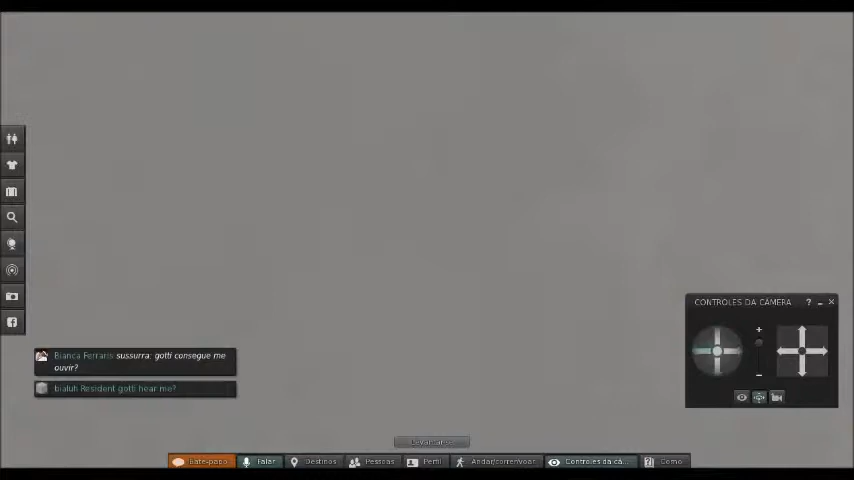 CONTROLES DA CÂMERA
Bianca Ferraris sussurra: gotti consegue me
ouvir?
bialuh Resident gotti hear me?
Bate-papo Falar Destinos Pessoas Perfil Andar/correr/voar Controles da câ... Como